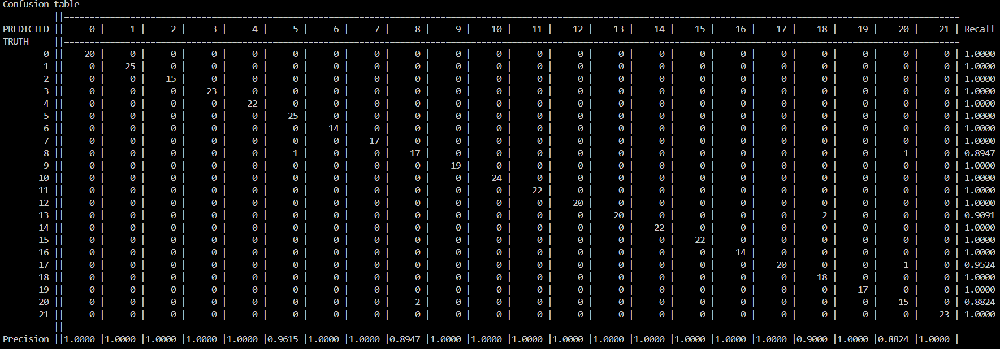 Confusion table
||================================================================================================================================================================================
PREDICTED || 0 | 1 | 2 | 3 | 4 | 5 | 6 | 7 | 8 | 9 | 10 | 11 | 12 | 13 | 14 | 15 | 16 | 17 | 18 | 19 | 20 | 21 | Recall
TRUTH ||================================================================================================================================================================================
0 || 20 | 0 | 0 | 0 | 0 | 0 | 0 | 0 | 0 | 0 | 0 | 0 | 0 | 0 | 0 | 0 | 0 | 0 | 0 | 0 | 0 | 0 | 1.0000
1 || 0 | 25 | 0 | 0 | 0 | 0 | 0 | 0 | 0 | 0 | 0 | 0 | 0 | 0 | 0 | 0 | 0 | 0 | 0 | 0 | 0 | 0 | 1.0000
2 || 0 | 0 | 15 | 0 | 0 | 0 | 0 | 0 | 0 | 0 | 0 | 0 | 0 | 0 | 0 | 0 | 0 | 0 | 0 | 0 | 0 | 0 | 1.0000
3 || 0 | 0 | 0 | 23 | 0 | 0 | 0 | 0 | 0 | 0 | 0 | 0 | 0 | 0 | 0 | 0 | 0 | 0 | 0 | 0 | 0 | 0 | 1.0000
4 || 0 | 0 | 0 | 0 | 22 | 0 | 0 | 0 | 0 | 0 | 0 | 0 | 0 | 0 | 0 | 0 | 0 | 0 | 0 | 0 | 0 | 0 | 1.0000
5 || 0 | 0 | 0 | 0 | 0 | 25 | 0 | 0 | 0 | 0 | 0 | 0 | 0 | 0 | 0 | 0 | 0 | 0 | 0 | 0 | 0 | 0 | 1.0000
6 || 0 | 0 | 0 | 0 | 0 | 0 | 14 | 0 | 0 | 0 | 0 | 0 | 0 | 0 | 0 | 0 | 0 | 0 | 0 | 0 | 0 | 0 | 1.0000
7 || 0 | 0 | 0 | 0 | 0 | 0 | 0 | 17 | 0 | 0 | 0 | 0 | 0 | 0 | 0 | 0 | 0 | 0 | 0 | 0 | 0 | 0 | 1.0000
8 || 0 | 0 | 0 | 0 | 0 | 1 | 0 | 0 | 17 | 0 | 0 | 0 | 0 | 0 | 0 | 0 | 0 | 0 | 0 | 0 | 1 | 0 | 0.8947
9 || 0 | 0 | 0 | 0 | 0 | 0 | 0 | 0 | 0 | 19 | 0 | 0 | 0 | 0 | 0 | 0 | 0 | 0 | 0 | 0 | 0 | 0 | 1.0000
10 || 0 | 0 | 0 | 0 | 0 | 0 | 0 | 0 | 0 | 0 | 24 | 0 | 0 | 0 | 0 | 0 | 0 | 0 | 0 | 0 | 0 | 0 | 1.0000
11 || 0 | 0 | 0 | 0 | 0 | 0 | 0 | 0 | 0 | 0 | 0 | 22 | 0 | 0 | 0 | 0 | 0 | 0 | 0 | 0 | 0 | 0 | 1.0000
12 || 0 | 0 | 0 | 0 | 0 | 0 | 0 | 0 | 0 | 0 | 0 | 0 | 20 | 0 | 0 | 0 | 0 | 0 | 0 | 0 | 0 | 0 | 1.0000
13 || 0 | 0 | 0 | 0 | 0 | 0 | 0 | 0 | 0 | 0 | 0 | 0 | 0 | 20 | 0 | 0 | 0 | 0 | 2 | 0 | 0 | 0 | 0.9091
14 || 0 | 0 | 0 | 0 | 0 | 0 | 0 | 0 | 0 | 0 | 0 | 0 | 0 | 0 | 22 | 0 | 0 | 0 | 0 | 0 | 0 | 0 | 1.0000
15 || 0 | 0 | 0 | 0 | 0 | 0 | 0 | 0 | 0 | 0 | 0 | 0 | 0 | 0 | 0 | 22 | 0 | 0 | 0 | 0 | 0 | 0 | 1.0000
16 || 0 | 0 | 0 | 0 | 0 | 0 | 0 | 0 | 0 | 0 | 0 | 0 | 0 | 0 | 0 | 0 | 14 | 0 | 0 | 0 | 0 | 0 | 1.0000
17 || 0 | 0 | 0 | 0 | 0 | 0 | 0 | 0 | 0 | 0 | 0 | 0 | 0 | 0 | 0 | 0 | 0 | 20 | 0 | 0 | 1 | 0 | 0.9524
18 || 0 | 0 | 0 | 0 | 0 | 0 | 0 | 0 | 0 | 0 | 0 | 0 | 0 | 0 | 0 | 0 | 0 | 0 | 18 | 0 | 0 | 0 | 1.0000
19 || 0 | 0 | 0 | 0 | 0 | 0 | 0 | 0 | 0 | 0 | 0 | 0 | 0 | 0 | 0 | 0 | 0 | 0 | 0 | 17 | 0 | 0 | 1.0000
20 || 0 | 0 | 0 | 0 | 0 | 0 | 0 | 0 | 2 | 0 | 0 | 0 | 0 | 0 | 0 | 0 | 0 | 0 | 0 | 0 | 15 | 0 | 0.8824
21 || 0 | 0 | 0 | 0 | 0 | 0 | 0 | 0 | 0 | 0 | 0 | 0 | 0 | 0 | 0 | 0 | 0 | 0 | 0 | 0 | 0 | 23 | 1.0000
||================================================================================================================================================================================
Precision ||1.0000 |1.0000 |1.0000 |1.0000 |1.0000 |0.9615 |1.0000 |1.0000 |0.8947 |1.0000 |1.0000 |1.0000 |1.0000 |1.0000 |1.0000 |1.0000 |1.0000 |1.0000 |0.9000 |1.0000 |0.8824 |1.0000 |